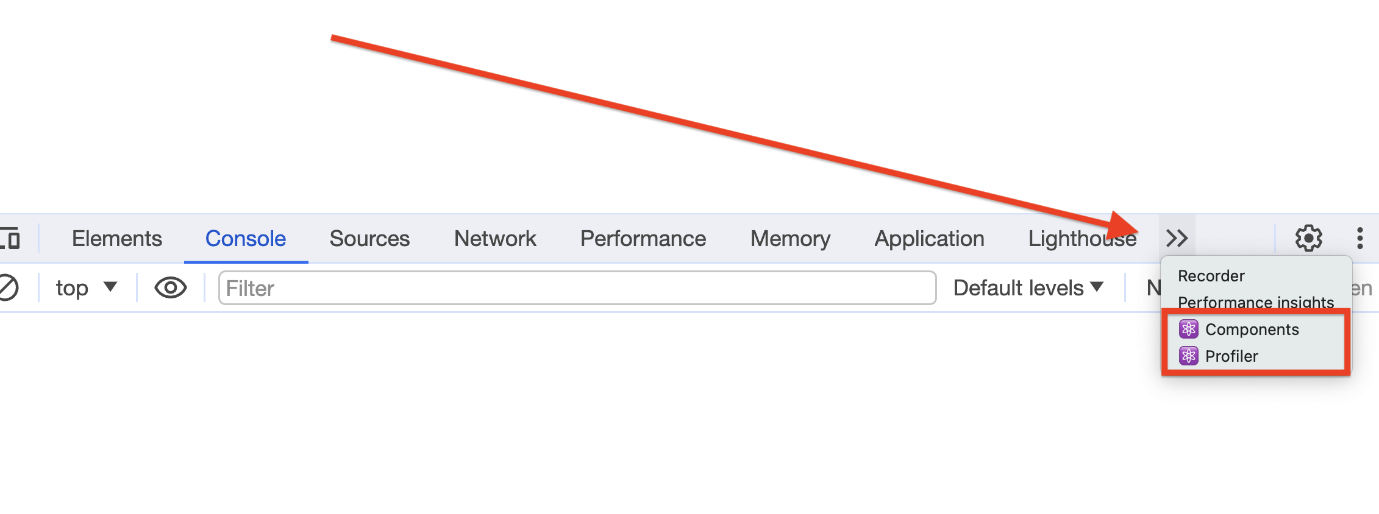 Elements Console Sources Network Performance Memory Application Lighthouse
top Filter Default levels
Recorder
Performance insights
Components
Profiler